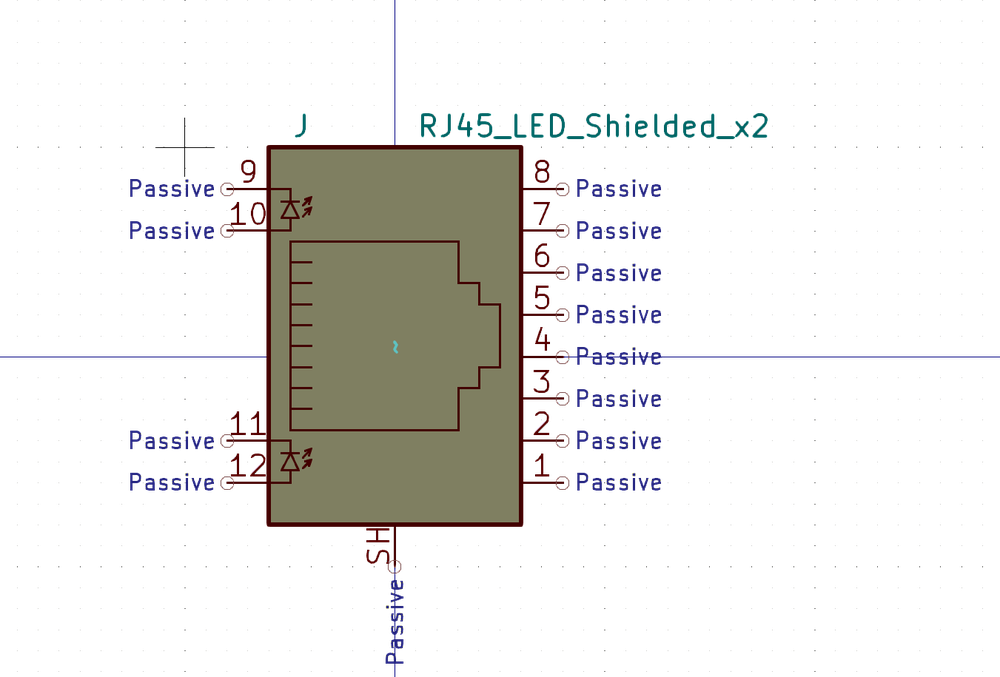 J RJ45_LED_Shielded_x2
Passive 9 8 Passive
Passive 10 7 Passive
6 Passive
5 Passive
~
4 Passive
3 Passive
Passive 11 2 Passive
Passive 12 1 Passive
SH
Passive